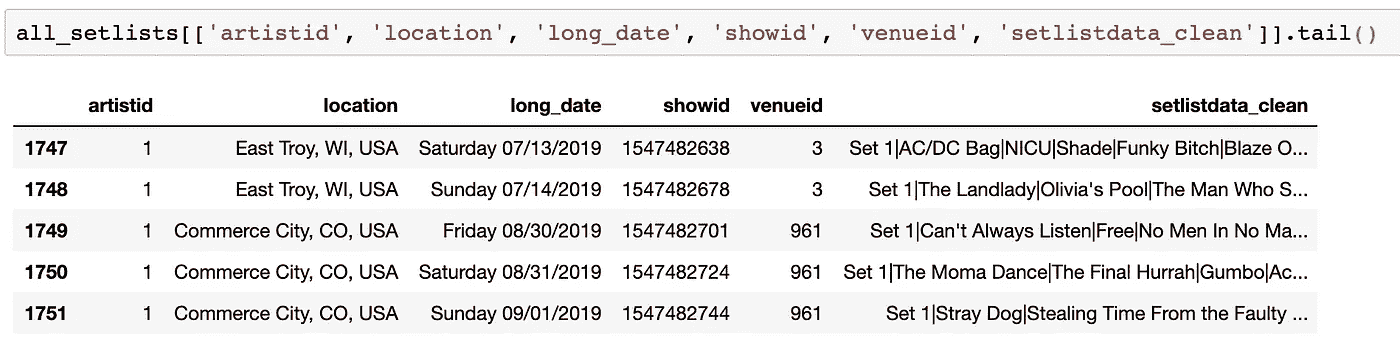 all_setlists[['artistid', 'location', 'long_date', 'showid', 'venueid', 'setlistdata_clean']].tail()
artistid location long_date showid venueid setlistdata_clean
1747 1 East Troy, WI, USA Saturday 07/13/2019 1547482638 3 Set 1|AC/DC Bag|NICU|Shade|Funky Bitch|Blaze O...
1748 1 East Troy, WI, USA Sunday 07/14/2019 1547482678 3 Set 1|The Landlady|Olivia's Pool|The Man Who S...
1749 1 Commerce City, CO, USA Friday 08/30/2019 1547482701 961 Set 1|Can't Always Listen|Free|No Men In No Ma...
1750 1 Commerce City, CO, USA Saturday 08/31/2019 1547482724 961 Set 1|The Moma Dance|The Final Hurrah|Gumbo|Ac...
1751 1 Commerce City, CO, USA Sunday 09/01/2019 1547482744 961 Set 1|Stray Dog|Stealing Time From the Faulty ...